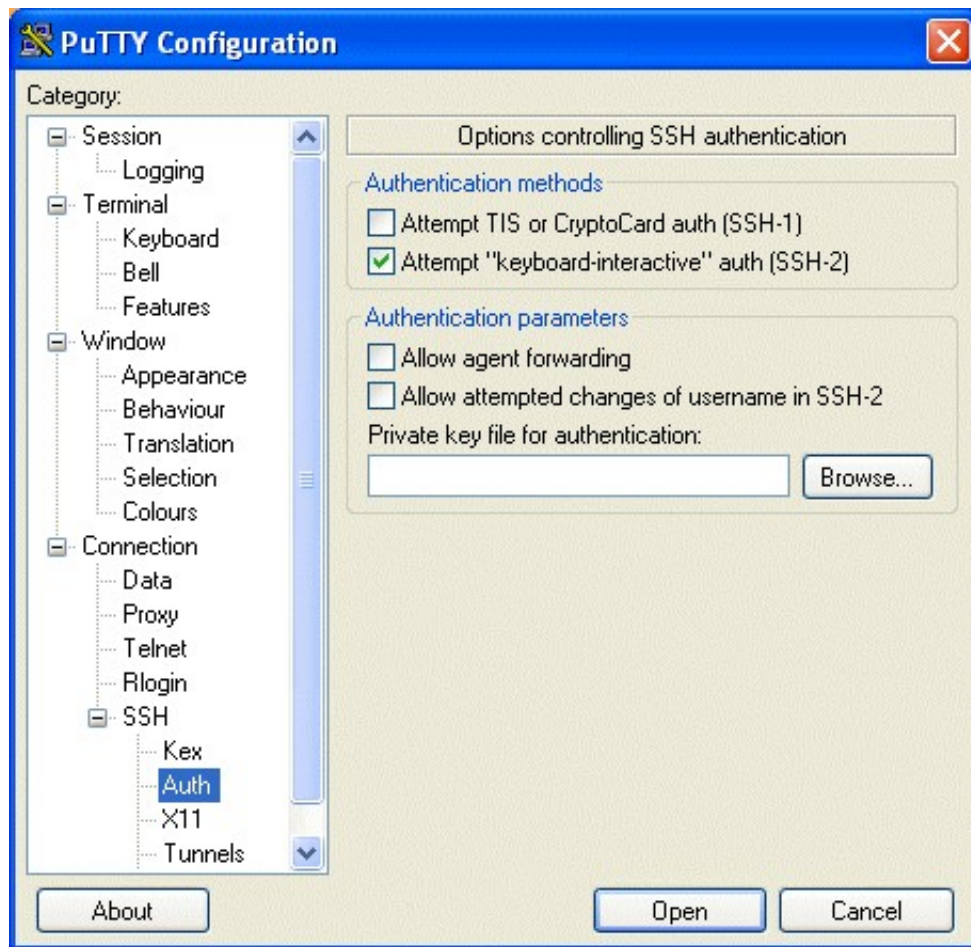 PuTTY Configuration
Category:
Session
Logging
Terminal
Keyboard
Bell
Features
Window
Appearance
Behaviour
Translation
Selection
Colours
Connection
Data
Proxy
Telnet
Rlogin
SSH
Kex
Auth
X11
Tunnels
Options controlling SSH authentication
Authentication methods
Attempt TIS or CryptoCard auth (SSH-1)
Attempt "keyboard-interactive" auth (SSH-2)
Authentication parameters
Allow agent forwarding
Allow attempted changes of username in SSH-2
Private key file for authentication:
Browse...
About
Open
Cancel